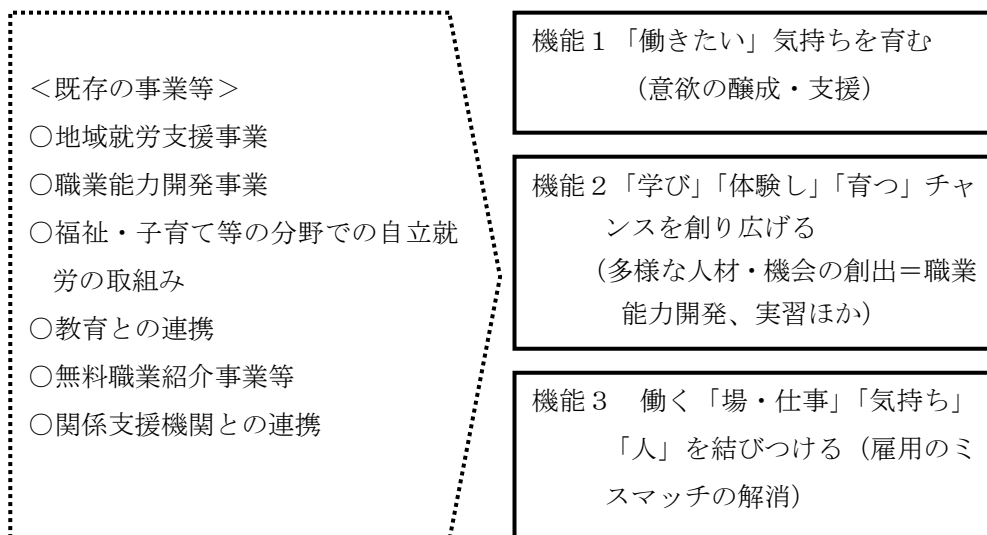 ＜既存の事業等＞
○地域就労支援事業
○職業能力開発事業
○福祉・子育て等の分野での自立就
労の取組み
○教育との連携
○無料職業紹介事業等
○関係支援機関との連携
機能１「働きたい」気持ちを育む
（意欲の醸成・支援）
機能２「学び」「体験し」「育つ」チャ
ンスを創り広げる
（多様な人材・機会の創出＝職業
能力開発、実習ほか）
機能３　働く「場・仕事」「気持ち」
「人」を結びつける（雇用のミ
スマッチの解消）